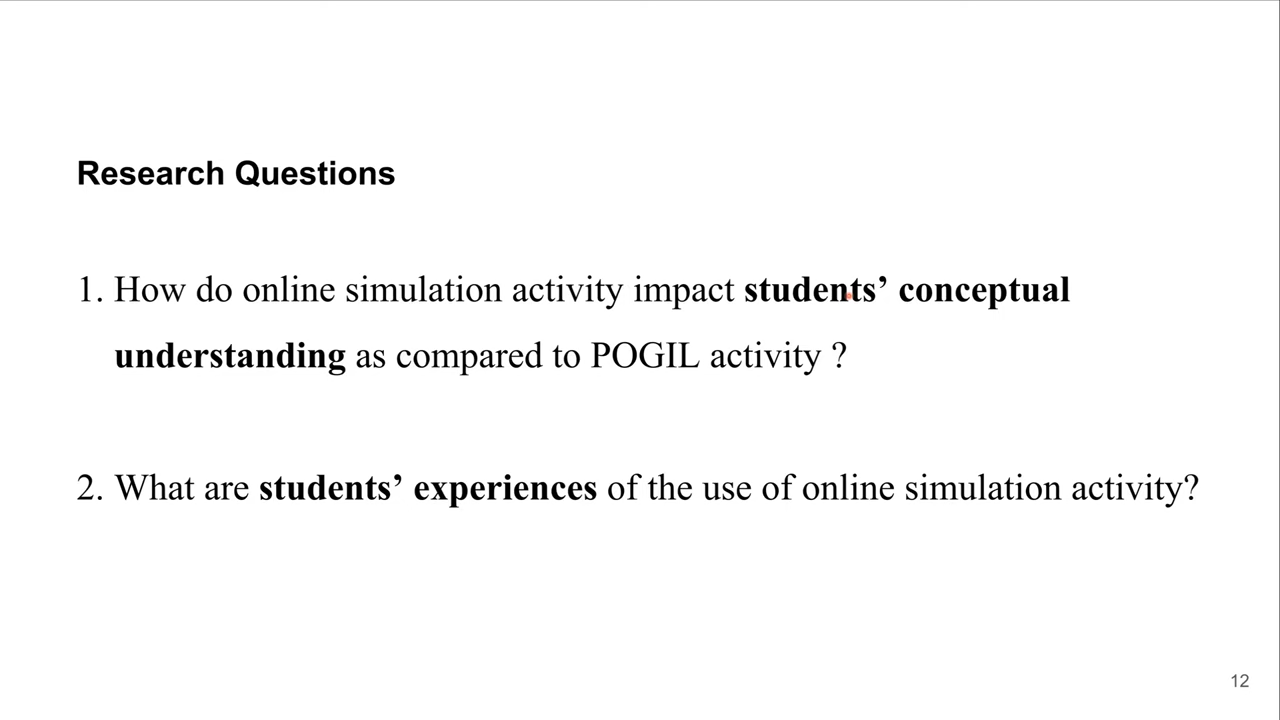 Research Questions
1. How do online simulation activity impact students’ conceptual
understanding as compared to POGIL activity ?
2. What are students’ experiences of the use of online simulation activity?
12